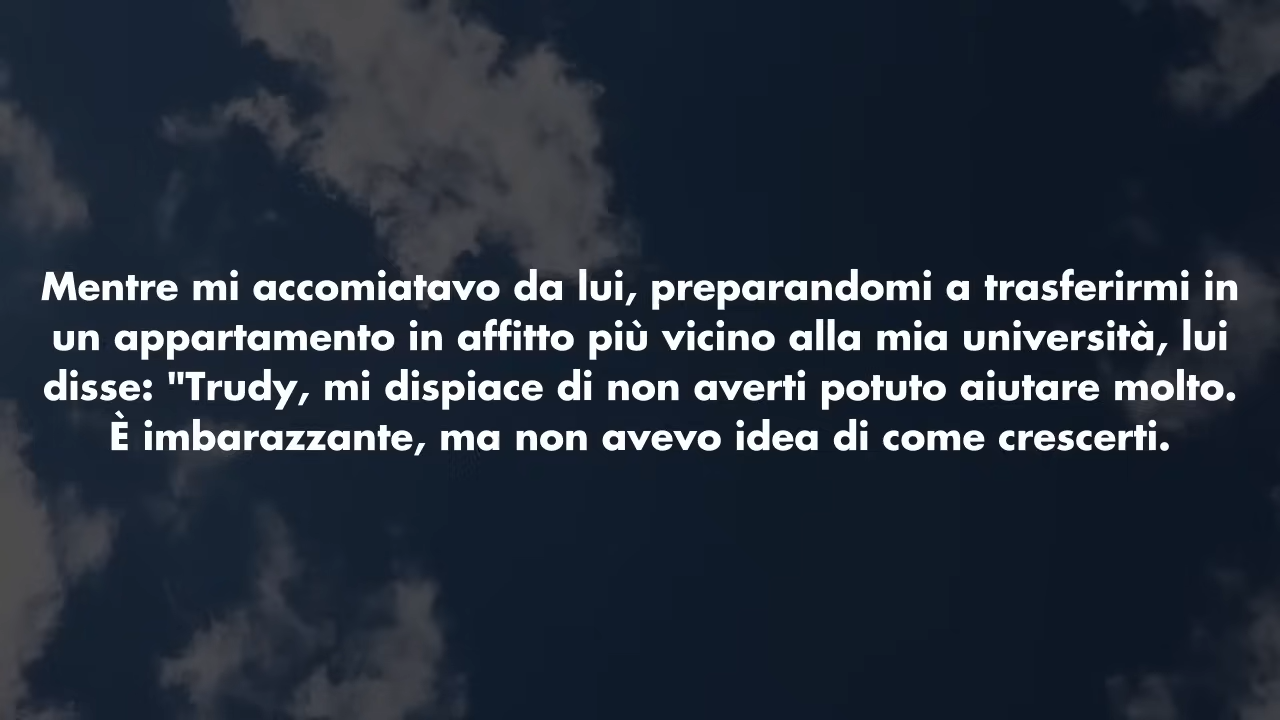 Mentre mi accomiatavo da lui, preparandomi a trasferirmi in
un appartamento in affitto più vicino alla mia università, lui
disse: "Trudy, mi dispiace di non averti potuto aiutare molto.
È imbarazzante, ma non avevo idea di come crescerti.